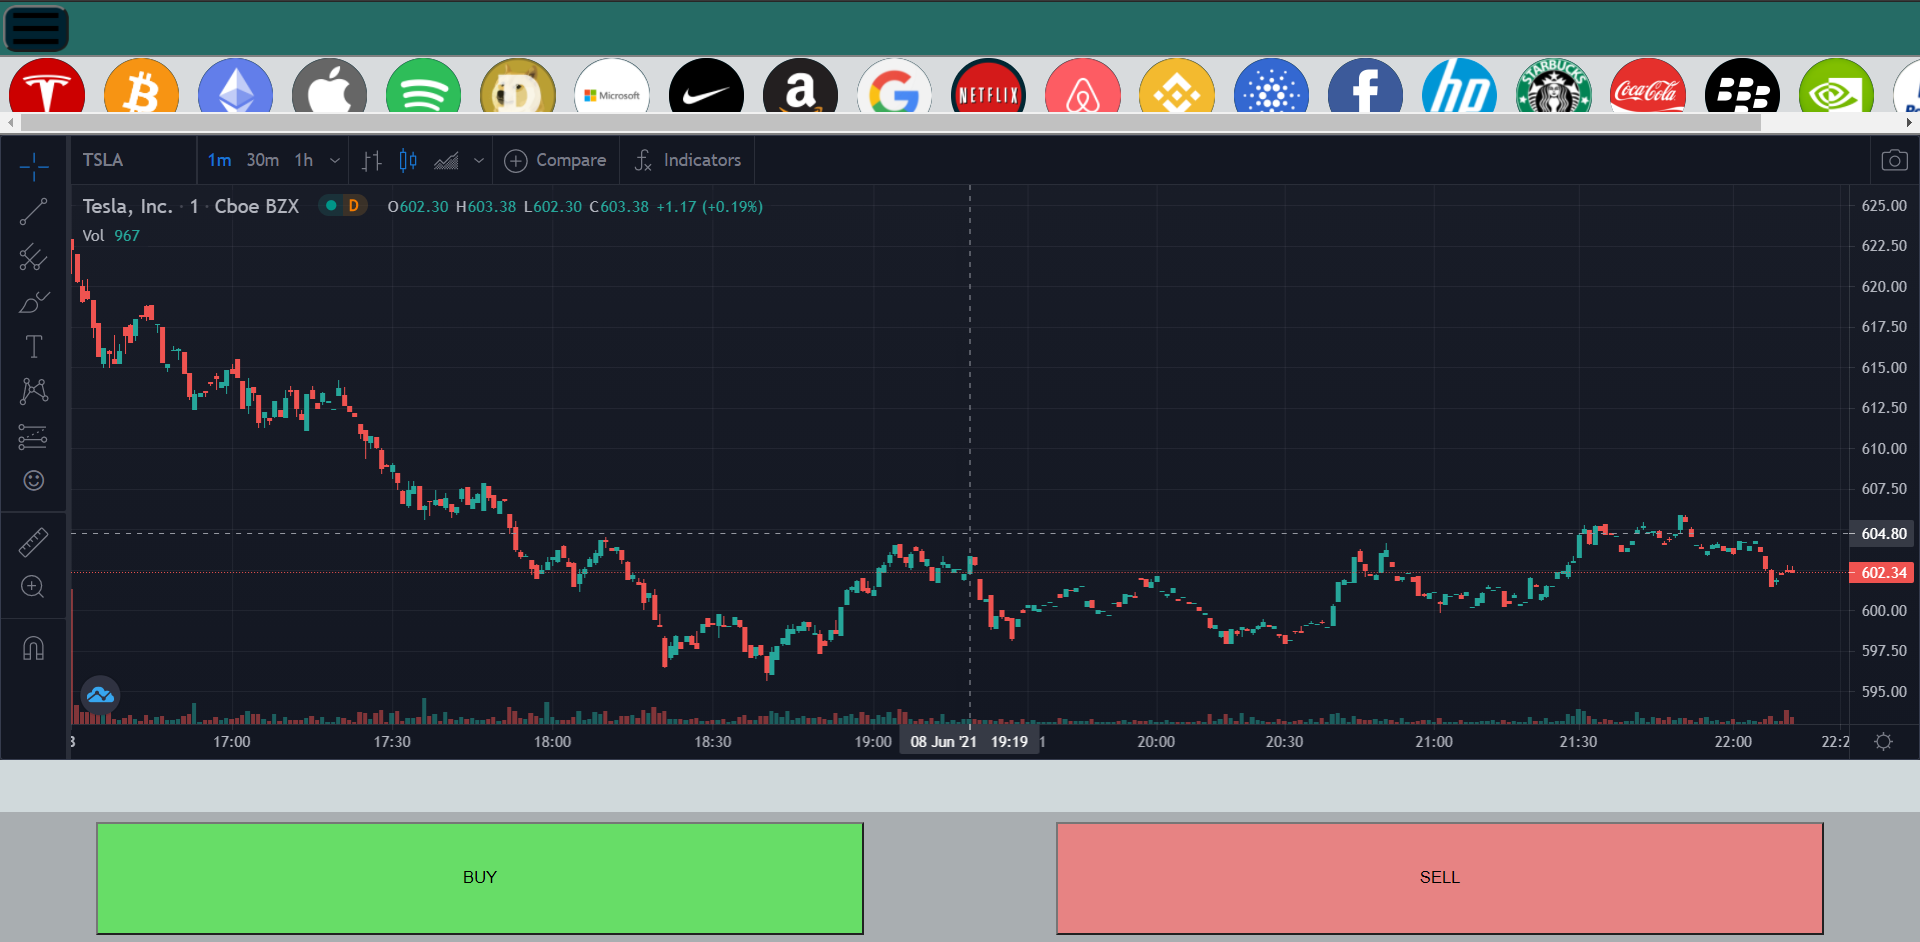 Microsoft
NETFLIX
hp
STARBUCKS
Coca-Cola
TSLA
1m 30m 1h
Compare
Indicators
Tesla, Inc. · 1 · Cboe BZX
D
O602.30 H603.38 L602.30 C603.38 +1.17 (+0.19%)
Vol 967
625.00
622.50
620.00
617.50
615.00
612.50
610.00
607.50
604.80
602.34
600.00
597.50
595.00
17:00 17:30 18:00 18:30 19:00 08 Jun '21 19:19 20:00 20:30 21:00 21:30 22:00
BUY
SELL